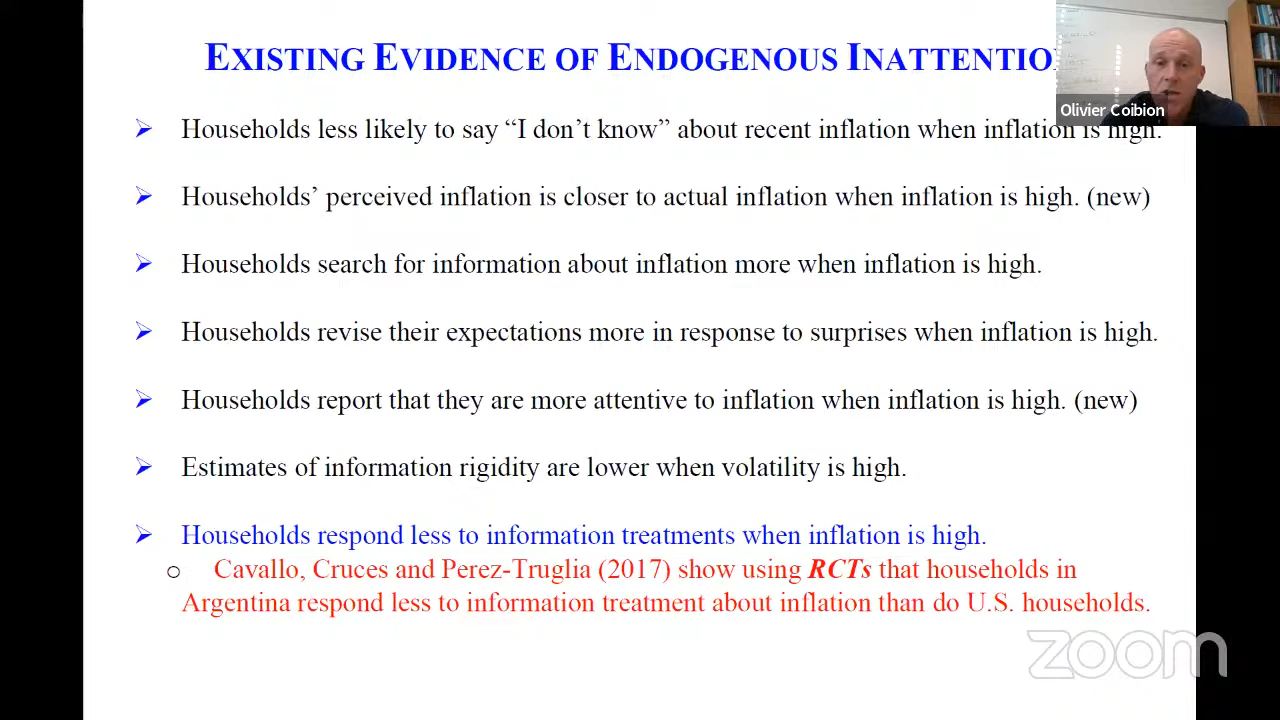 EXISTING EVIDENCE OF ENDOGENOUS INATTENTIO
Olivier Coibion
➢ Households less likely to say “I don’t know” about recent inflation when inflation is high.
➢ Households’ perceived inflation is closer to actual inflation when inflation is high. (new)
➢ Households search for information about inflation more when inflation is high.
➢ Households revise their expectations more in response to surprises when inflation is high.
➢ Households report that they are more attentive to inflation when inflation is high. (new)
➢ Estimates of information rigidity are lower when volatility is high.
➢ Households respond less to information treatments when inflation is high.
o Cavallo, Cruces and Perez-Truglia (2017) show using RCTs that households in
Argentina respond less to information treatment about inflation than do U.S. households.
zoom